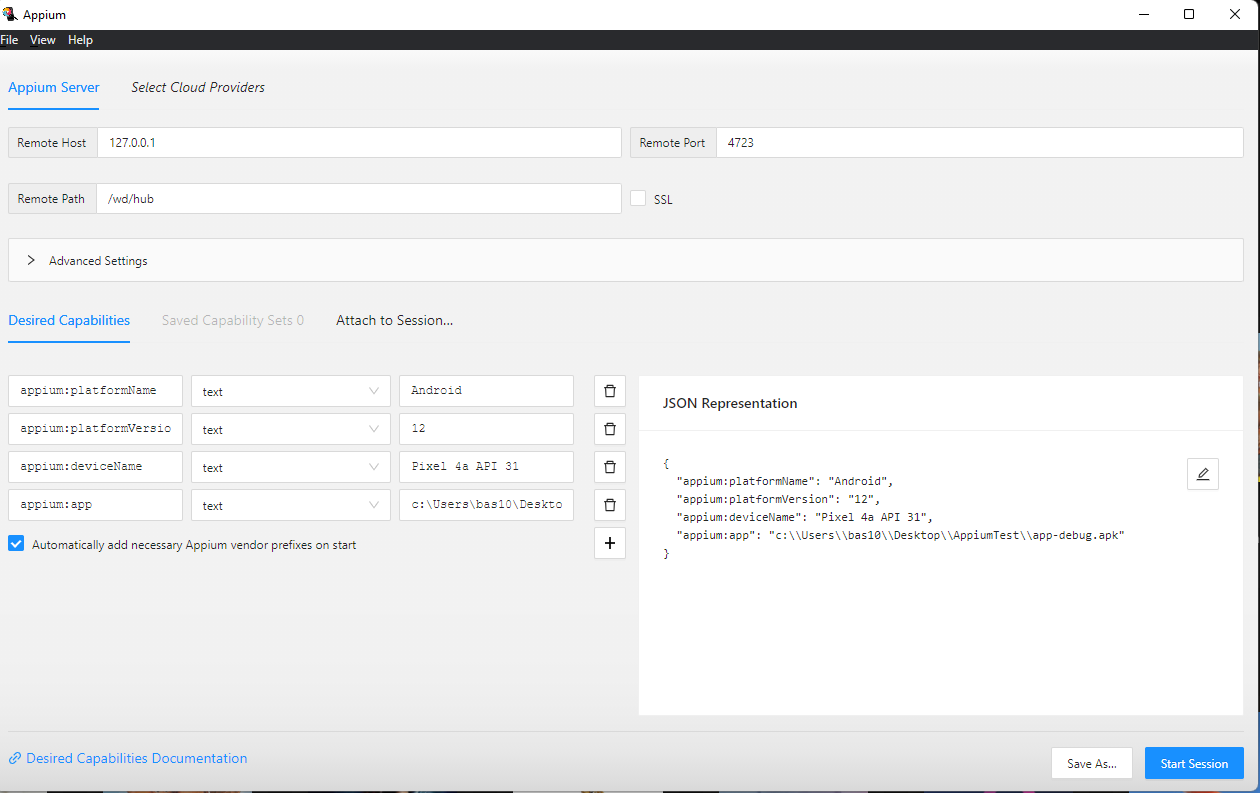 Appium
File View Help
Appium Server Select Cloud Providers
Remote Host 127.0.0.1 Remote Port 4723
Remote Path /wd/hub SSL
Advanced Settings
Desired Capabilities Saved Capability Sets 0 Attach to Session...
appium:platformName text Android
appium:platformVersio text 12
appium:deviceName text Pixel 4a API 31
appium:app text c:\Users\bas10\Deskto
Automatically add necessary Appium vendor prefixes on start
JSON Representation
{
"appium:platformName": "Android",
"appium:platformVersion": "12",
"appium:deviceName": "Pixel 4a API 31",
"appium:app": "c:\\Users\\bas10\\Desktop\\AppiumTest\\app-debug.apk"
}
Desired Capabilities Documentation
Save As... Start Session